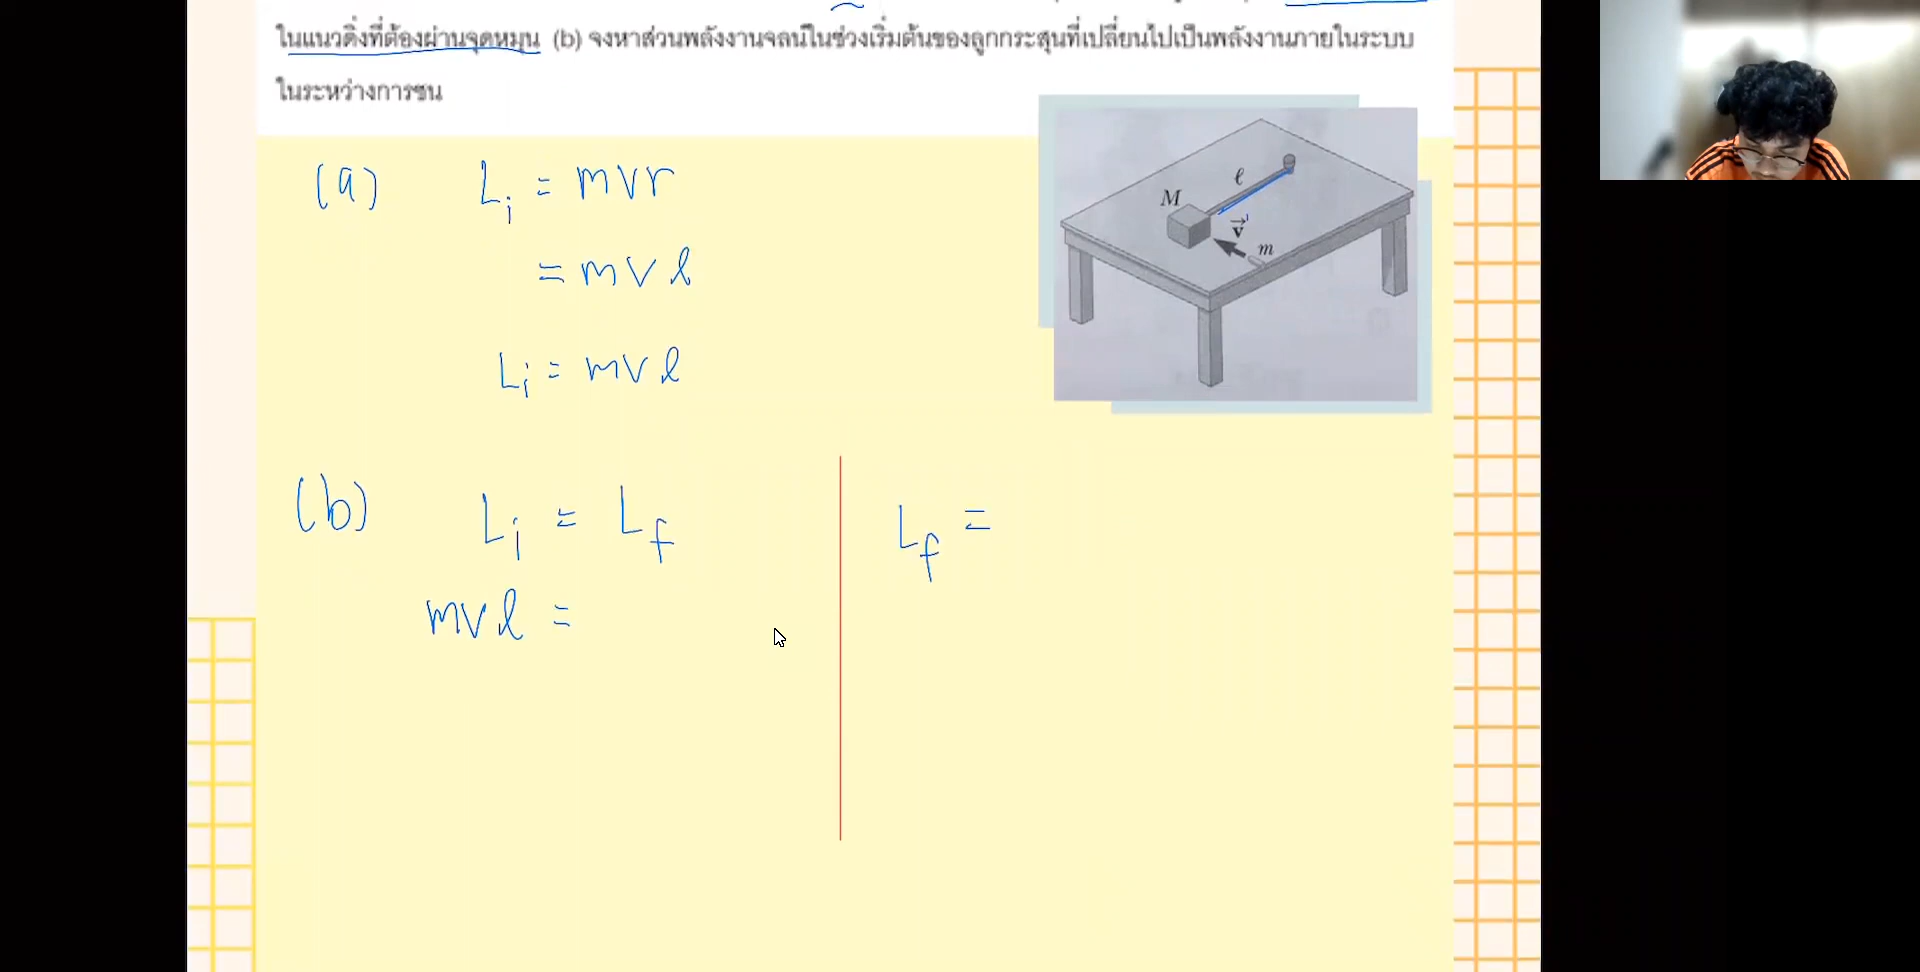 ในแนวดิ่งที่ต้องผ่านจุดหมุน (b) จงหาส่วนพลังงานจลน์ในช่วงเริ่มต้นของลูกกระสุนที่เปลี่ยนไปเป็นพลังงานภายในระบบ
ในระหว่างการชน
(a) Li = mvr
= mvℓ
Li = mvℓ
ℓ
M
v⃗
m
(b) Li = Lf
mvℓ =
Lf =